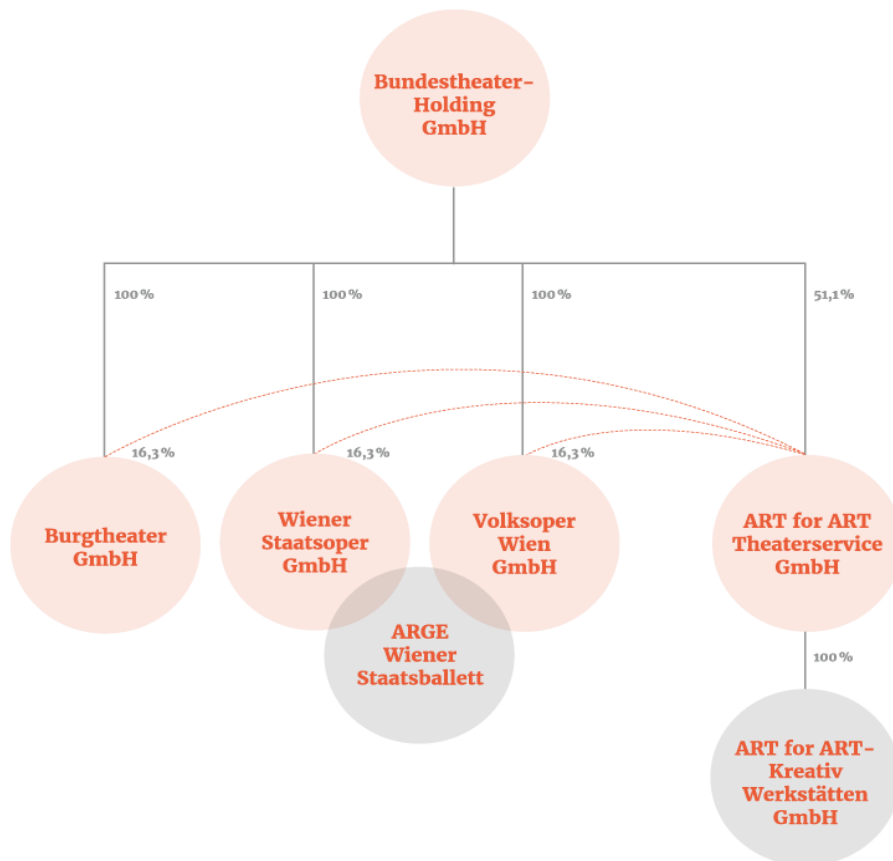 Bundestheater-
Holding
GmbH
100 %
100 %
100 %
51,1 %
16,3 %
16,3 %
16,3 %
Burgtheater
GmbH
Wiener
Staatsoper
GmbH
Volksoper
Wien
GmbH
ART for ART
Theaterservice
GmbH
ARGE
Wiener
Staatsballett
100 %
ART for ART-
Kreativ
Werkstätten
GmbH